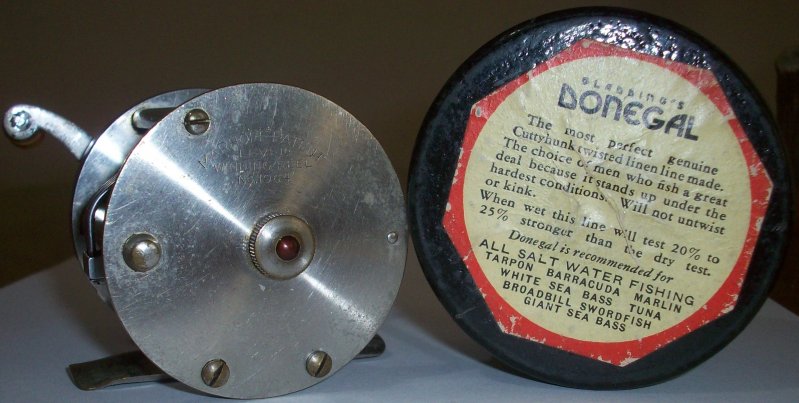 No 1964
GLADDING'S
DONEGAL
The most perfect genuine
Cuttyhunk twisted linen line made.
The choice of men who fish a great
deal because it stands up under the
hardest conditions. Will not untwist
or kink.
When wet this line will test 20% to
25% stronger than the dry test.
Donegal is recommended for
ALL SALT WATER FISHING
TARPON BARRACUDA MARLIN
WHITE SEA BASS TUNA
BROADBILL SWORDFISH
GIANT SEA BASS